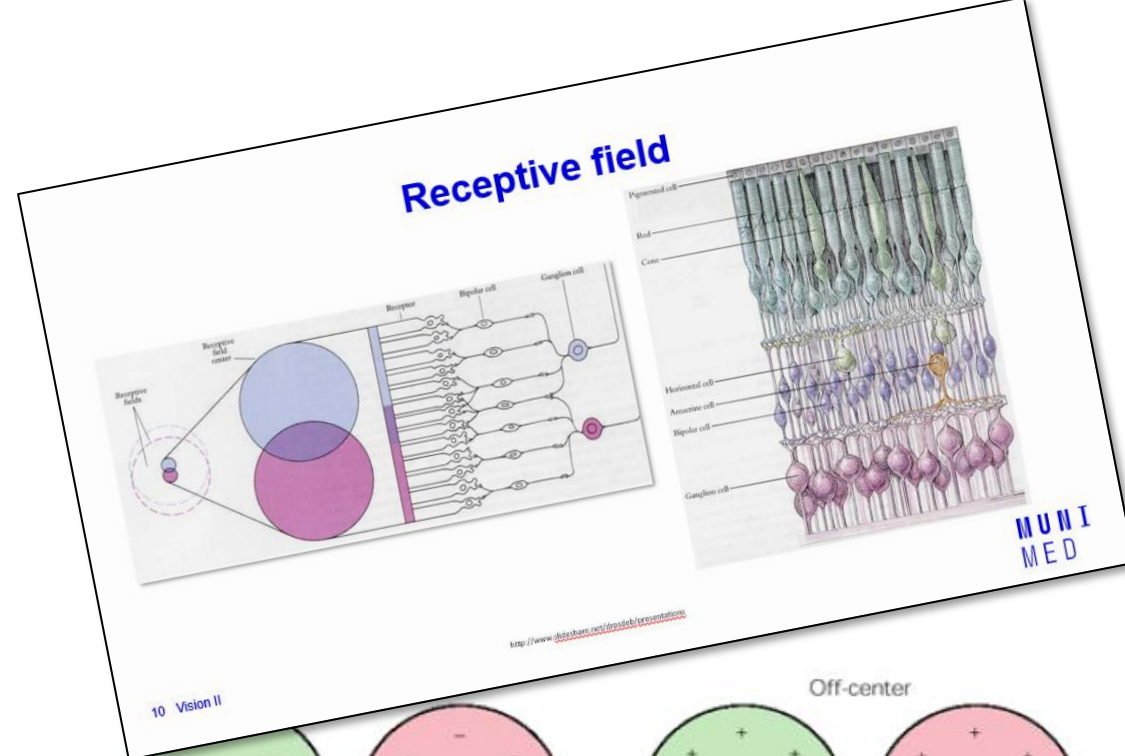 Receptive field
Receptive
fields
Receptive
field
center
Receptor
Bipolar cell
Ganglion cell
Pigmented cell
Rod
Cone
Horizontal cell
Amacrine cell
Bipolar cell
Ganglion cell
MUNI
MED
http://www.slideshare.net/drpsdeb/presentations
10 Vision II
Off-center
−
+
+
+ +